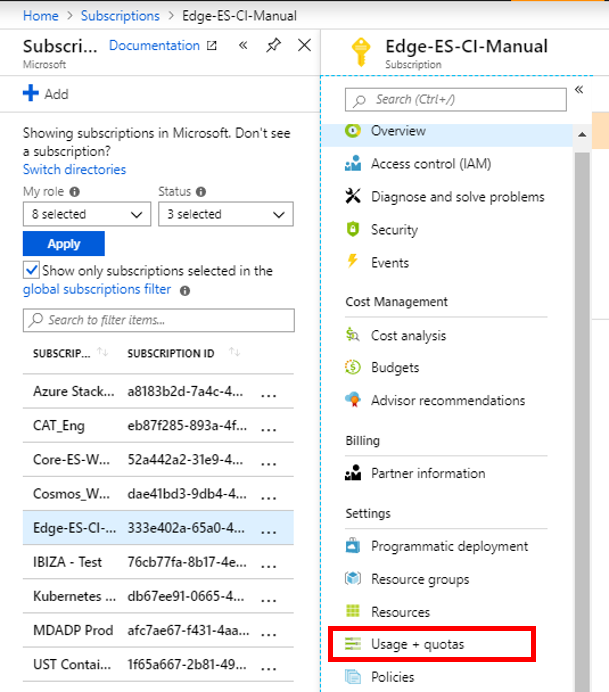 Home > Subscriptions > Edge-ES-CI-Manual
Subscri... Documentation
Microsoft
Add
Showing subscriptions in Microsoft. Don't see
a subscription?
Switch directories
My role Status
8 selected 3 selected
Apply
Show only subscriptions selected in the
global subscriptions filter
Search to filter items...
SUBSCRIP... SUBSCRIPTION ID
Azure Stack... a8183b2d-7a4c-4... ...
CAT_Eng eb87f285-893a-4f... ...
Core-ES-W... 52a442a2-31e9-4... ...
Cosmos_W... dae41bd3-9db4-4... ...
Edge-ES-CI-... 333e402a-65a0-4... ...
IBIZA - Test 76cb77fa-8b17-4e... ...
Kubernetes ... db67ee91-0665-4... ...
MDADP Prod afc7ae67-f431-4aa... ...
UST Contai... 1f65a667-2b81-49... ...
Edge-ES-CI-Manual
Subscription
Search (Ctrl+/)
Overview
Access control (IAM)
Diagnose and solve problems
Security
Events
Cost Management
Cost analysis
Budgets
Advisor recommendations
Billing
Partner information
Settings
Programmatic deployment
Resource groups
Resources
Usage + quotas
Policies